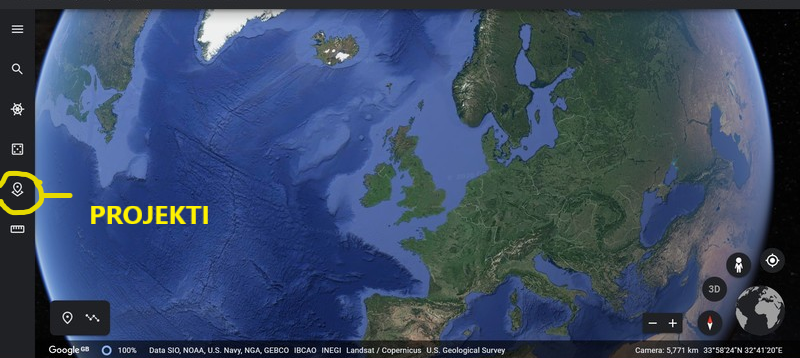 PROJEKTI
3D
Google GB 100% Data SIO, NOAA, U.S. Navy, NGA, GEBCO IBCAO INEGI Landsat / Copernicus U.S. Geological Survey Camera: 5,771 km 33°58'24"N 32°41'20"E